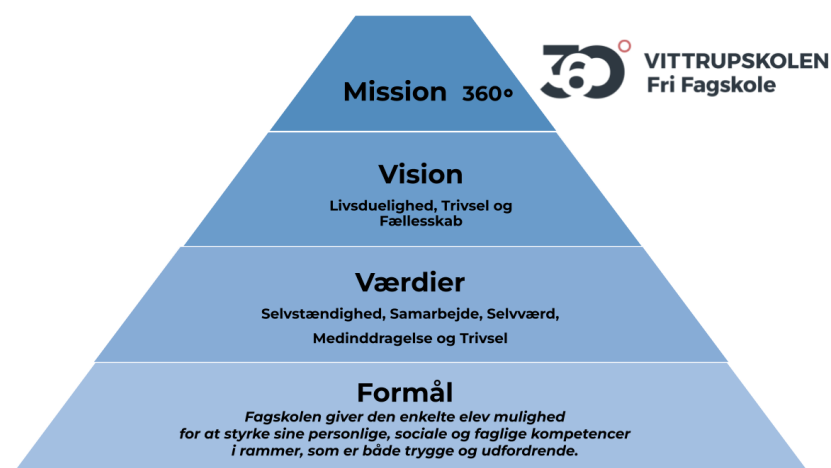 360°
VITTRUPSKOLEN
Fri Fagskole
Mission 360°
Vision
Livsduelighed, Trivsel og
Fællesskab
Værdier
Selvstændighed, Samarbejde, Selvværd,
Medinddragelse og Trivsel
Formål
Fagskolen giver den enkelte elev mulighed
for at styrke sine personlige, sociale og faglige kompetencer
i rammer, som er både trygge og udfordrende.